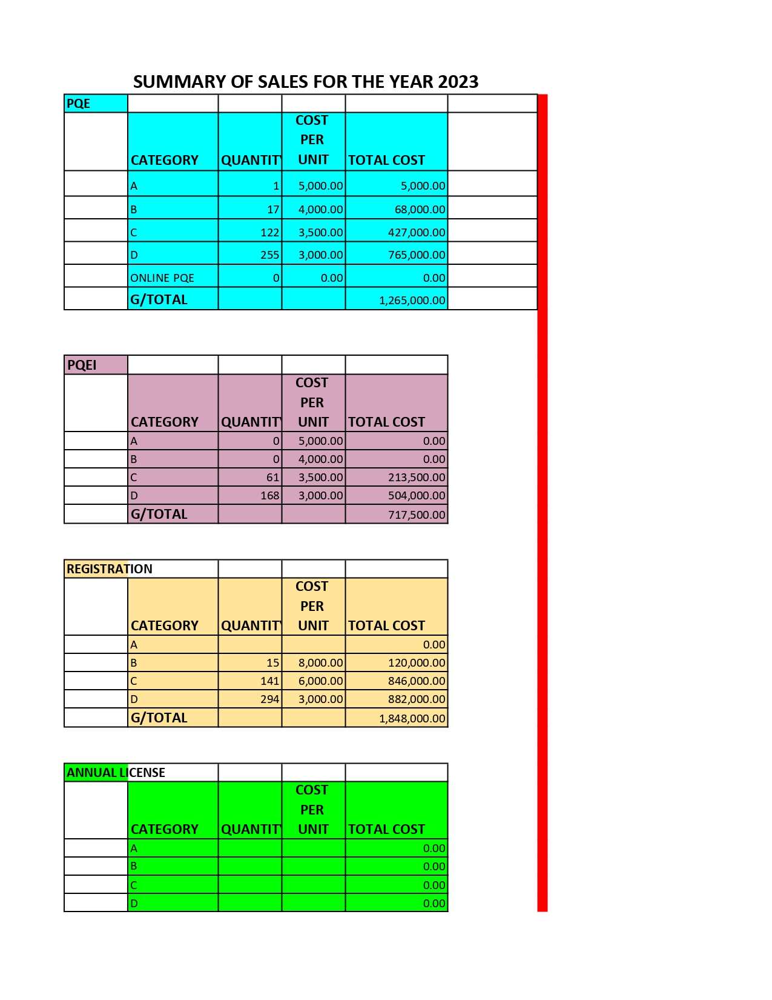 SUMMARY OF SALES FOR THE YEAR 2023
PQE
CATEGORY QUANTITY COST PER UNIT TOTAL COST
A 1 5,000.00 5,000.00
B 17 4,000.00 68,000.00
C 122 3,500.00 427,000.00
D 255 3,000.00 765,000.00
ONLINE PQE 0 0.00 0.00
G/TOTAL 1,265,000.00
PQEI
CATEGORY QUANTITY COST PER UNIT TOTAL COST
A 0 5,000.00 0.00
B 0 4,000.00 0.00
C 61 3,500.00 213,500.00
D 168 3,000.00 504,000.00
G/TOTAL 717,500.00
REGISTRATION
CATEGORY QUANTITY COST PER UNIT TOTAL COST
A 0.00
B 15 8,000.00 120,000.00
C 141 6,000.00 846,000.00
D 294 3,000.00 882,000.00
G/TOTAL 1,848,000.00
ANNUAL LICENSE
CATEGORY QUANTITY COST PER UNIT TOTAL COST
A 0.00
B 0.00
C 0.00
D 0.00